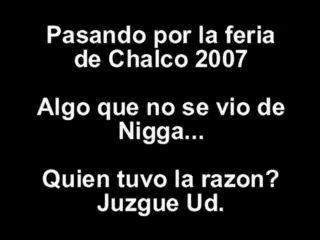 Pasando por la feria
de Chalco 2007
Algo que no se vio de
Nigga...
Quien tuvo la razon?
Juzgue Ud.